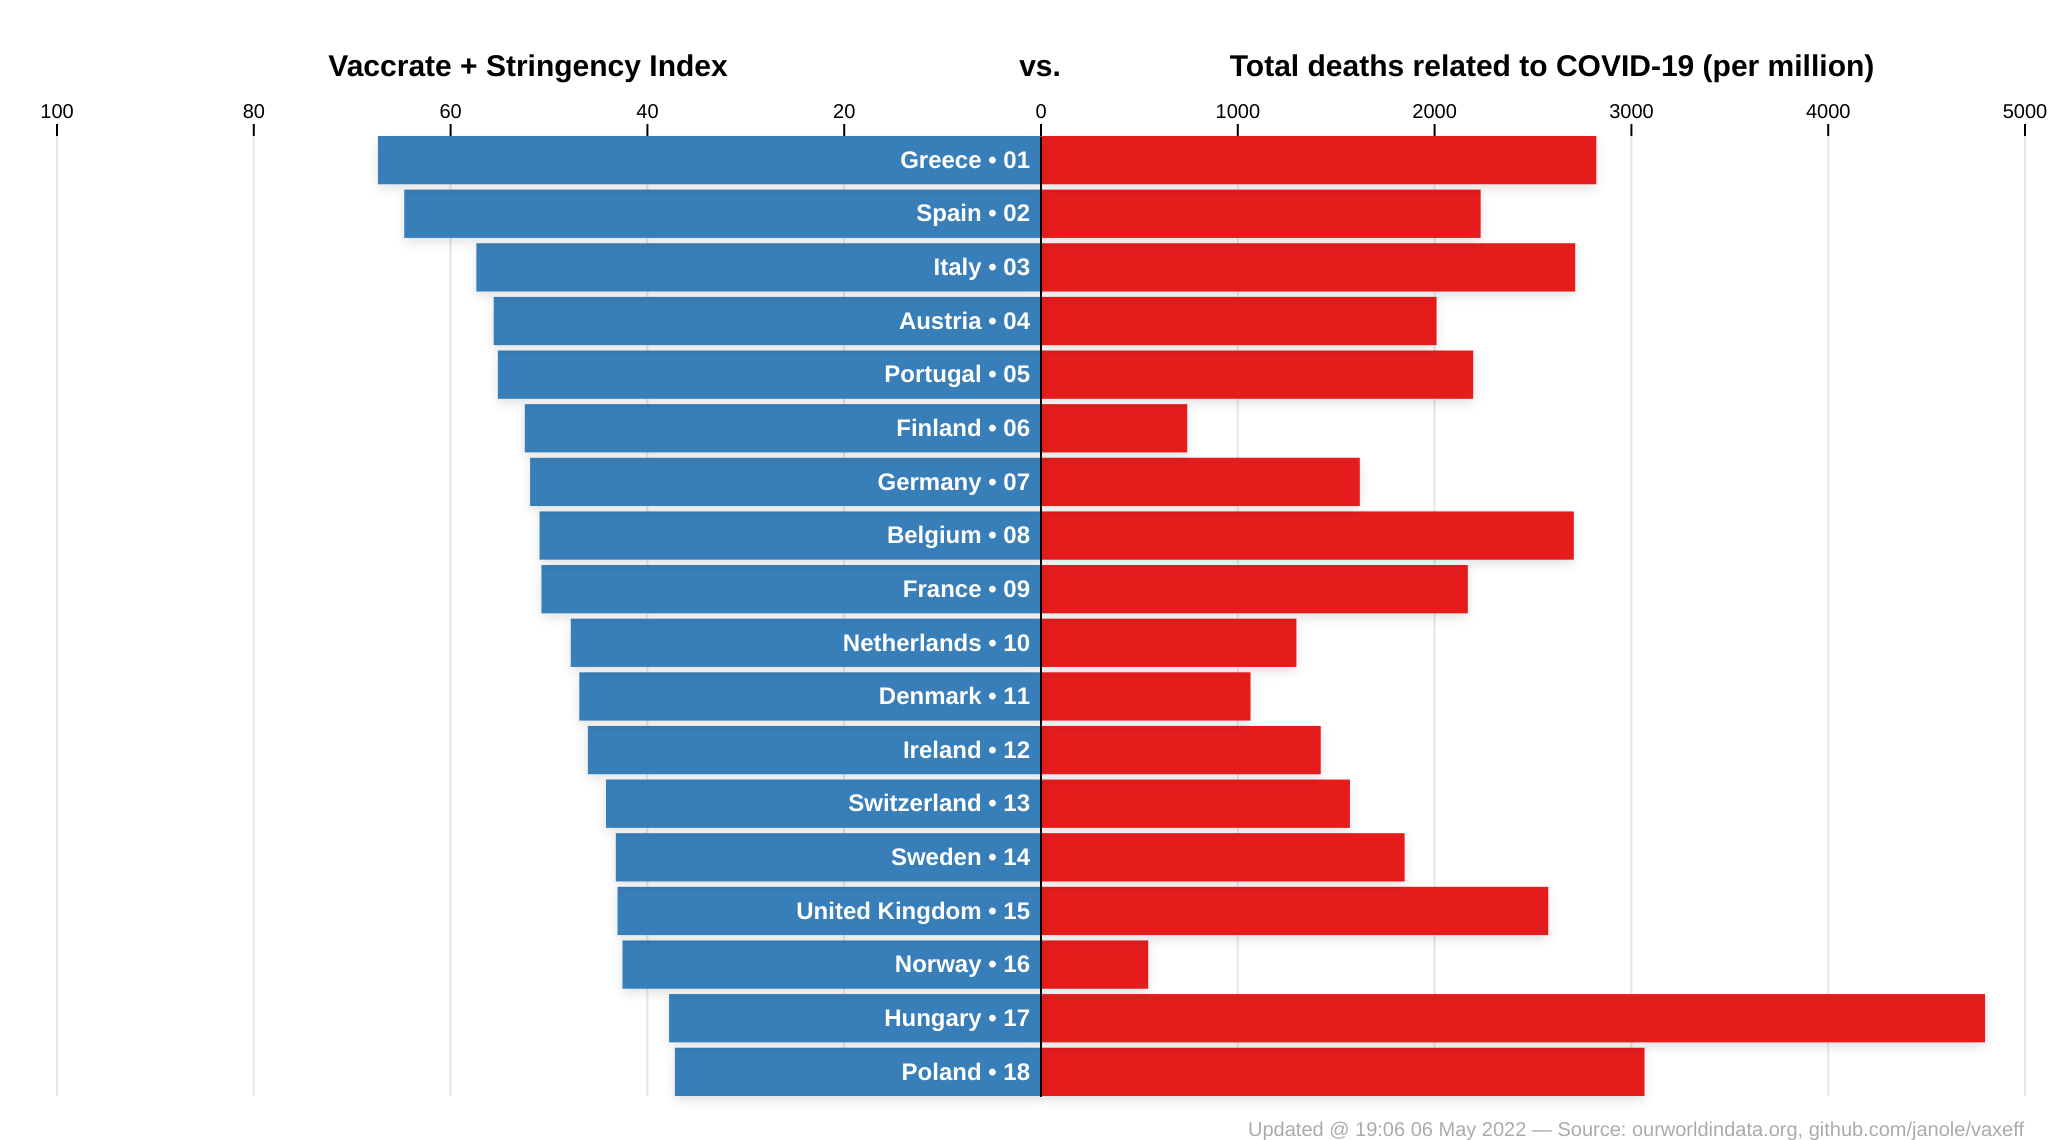 Vaccrate + Stringency Index vs. Total deaths related to COVID-19 (per million)
100 80 60 40 20 0 1000 2000 3000 4000 5000
Greece • 01
Spain • 02
Italy • 03
Austria • 04
Portugal • 05
Finland • 06
Germany • 07
Belgium • 08
France • 09
Netherlands • 10
Denmark • 11
Ireland • 12
Switzerland • 13
Sweden • 14
United Kingdom • 15
Norway • 16
Hungary • 17
Poland • 18
Updated @ 19:06 06 May 2022 — Source: ourworldindata.org, github.com/janole/vaxeff